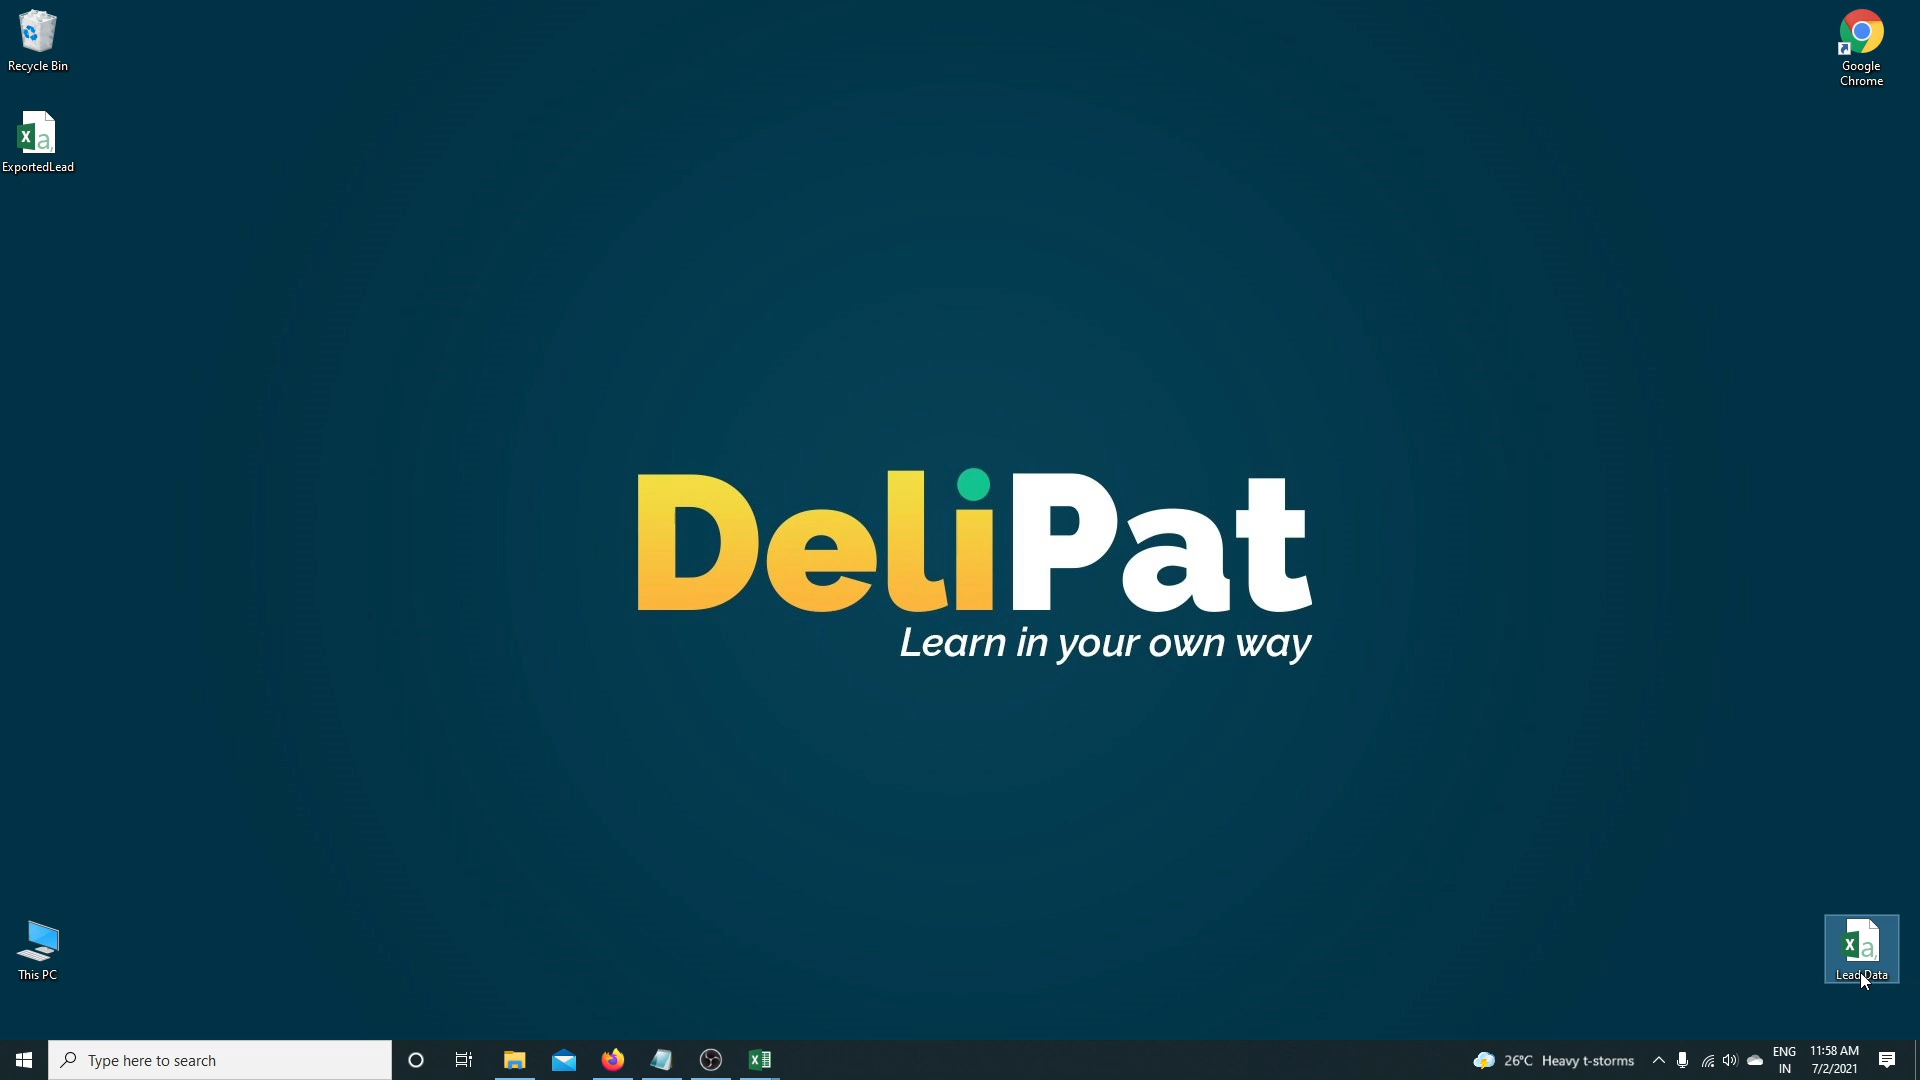 Recycle Bin
Google
Chrome
ExportedLead
DeliPat
Learn in your own way
This PC
Lead Data
Type here to search
26°C Heavy t-storms
ENG
IN
11:58 AM
7/2/2021